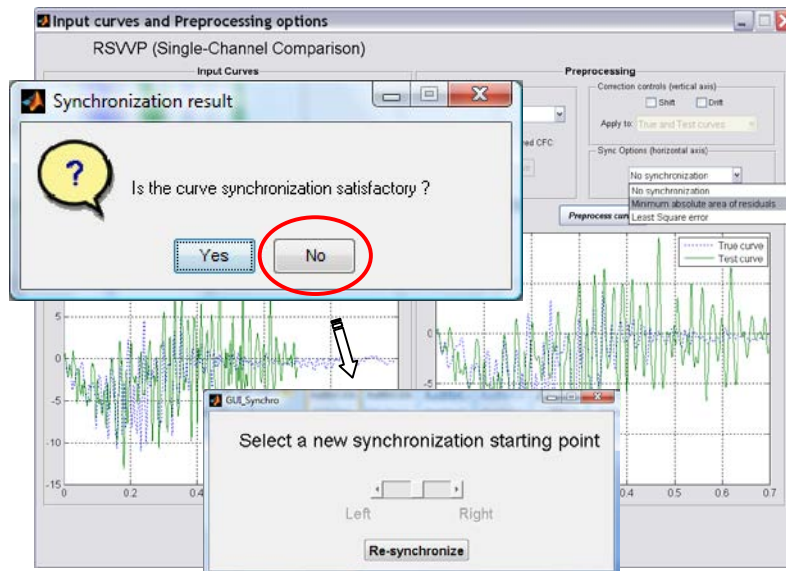 Input curves and Preprocessing options
RSVVP (Single-Channel Comparison)
Input Curves
Preprocessing
Correction controls (vertical axis)
Shift
Drift
Apply to:
True and Test curves
CFC:
Sync Options (horizontal axis)
No synchronization
No synchronization
Minimum absolute area of residuals
Least Square error
Preprocess
Synchronization result
?
Is the curve synchronization satisfactory ?
Yes
No
True curve
Test curve
5
0
-5
-10
-15
0
0.2
0.4
0
-5
0.4
0.5
0.6
0.7
GUI_Synchro
Select a new synchronization starting point
Left
Right
Re-synchronize